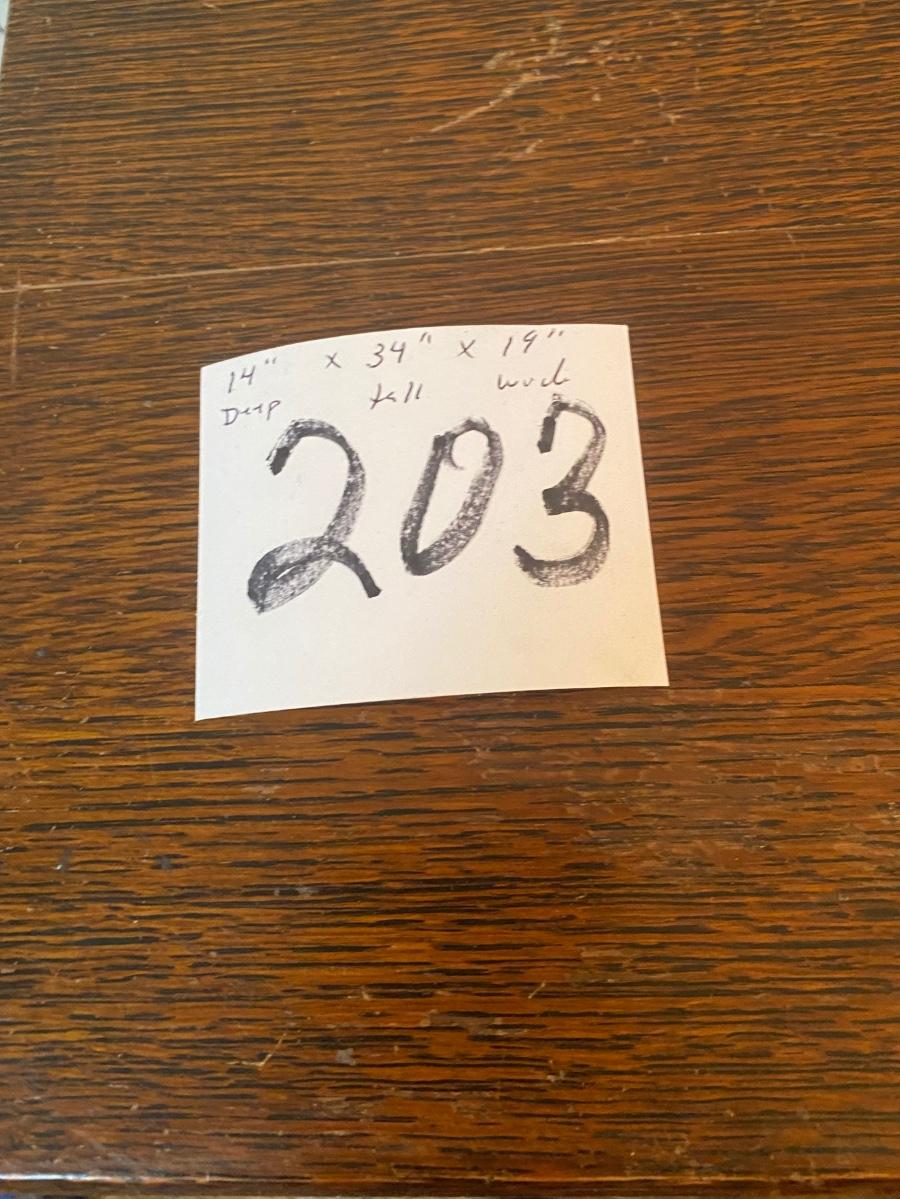 14" x 34" x 19"
Deep tall wide
203